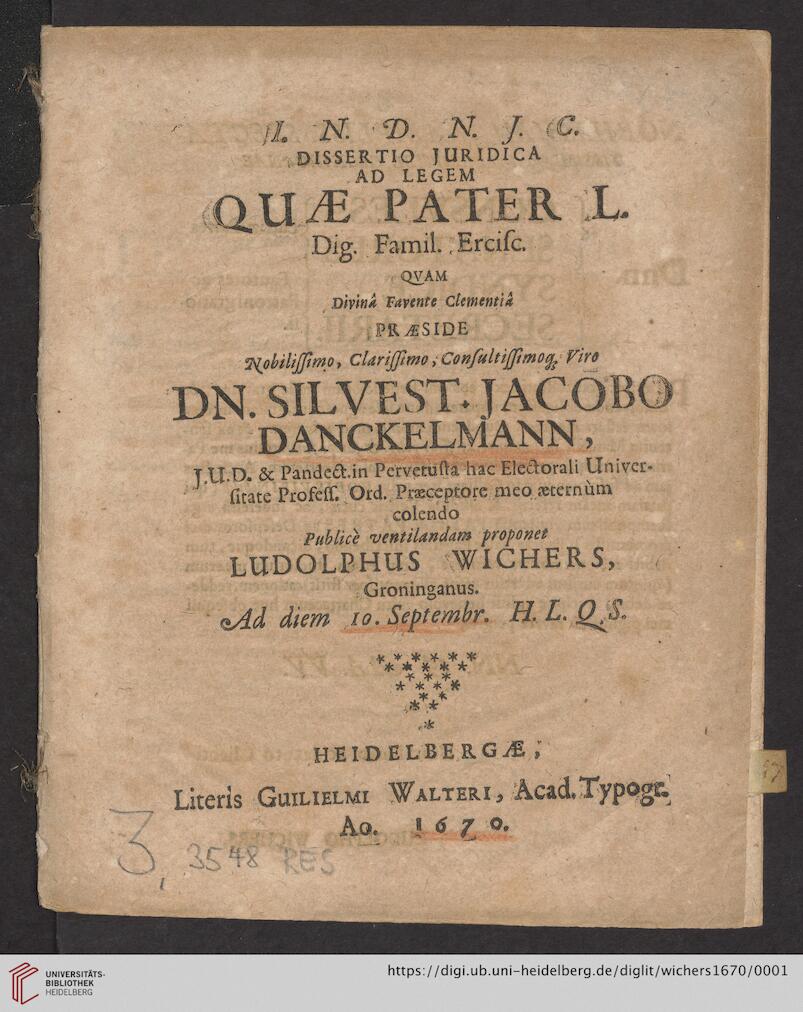 I. N. D. N. J. C.
DISSERTIO JURIDICA
AD LEGEM
QUÆ PATER L.
Dig. Famil. Erciſc.
QVAM
Divinâ Favente Clementiâ
PRÆSIDE
Nobiliſſimo, Clariſſimo, Conſultiſſimoq; Viro
DN. SILVEST. JACOBO
DANCKELMANN,
J.U.D. & Pandect. in Pervetuſta hac Electorali Univer-
ſitate Profeſſ. Ord. Præceptore meo æternùm
colendo
Publicè ventilandam proponet
LUDOLPHUS WICHERS,
Groninganus.
Ad diem 10. Septembr. H. L. Q. S.
HEIDELBERGÆ,
Literis GUILIELMI WALTERI, Acad. Typogr.
Ao. 1670.
3, 3548 RES
UNIVERSITÄTS-
BIBLIOTHEK
HEIDELBERG
https://digi.ub.uni-heidelberg.de/diglit/wichers1670/0001